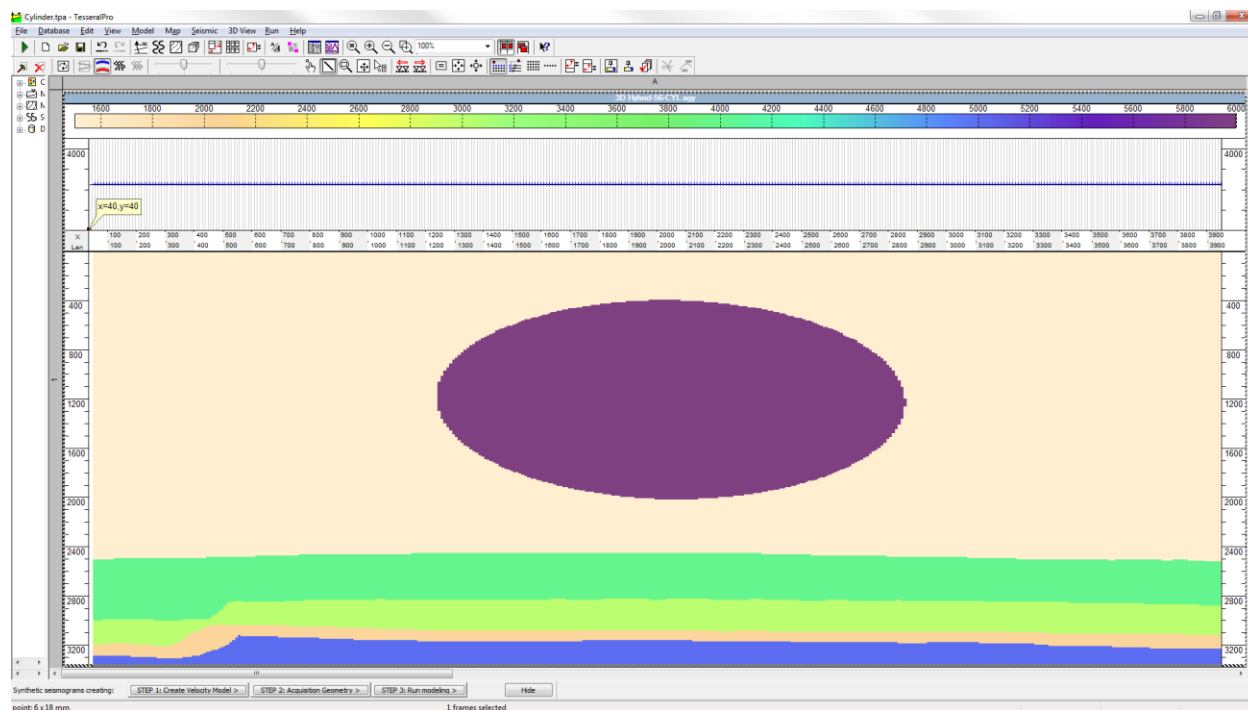 Cylinder.tpa - TesseralPro
File Database Edit View Model Map Seismic 3D View Run Help
100%
A
3D Hybrid-56-CYL.sgy
1600 1800 2000 2200 2400 2600 2800 3000 3200 3400 3600 3800 4000 4200 4400 4600 4800 5000 5200 5400 5600 5800 6000
4000 4000
x=40,y=40
X 100 200 300 400 500 600 700 800 900 1000 1100 1200 1300 1400 1500 1600 1700 1800 1900 2000 2100 2200 2300 2400 2500 2600 2700 2800 2900 3000 3100 3200 3300 3400 3500 3600 3700 3800 3900
Len 100 200 300 400 500 600 700 800 900 1000 1100 1200 1300 1400 1500 1600 1700 1800 1900 2000 2100 2200 2300 2400 2500 2600 2700 2800 2900 3000 3100 3200 3300 3400 3500 3600 3700 3800 3900
400 400
800 800
1200 1200
1600 1600
2000 2000
2400 2400
2800 2800
3200 3200
Synthetic seismograms creating: STEP 1: Create Velocity Model > STEP 2: Acquisition Geometry > STEP 3: Run modeling > Hide
point: 6 x 18 mm. 1 frames selected